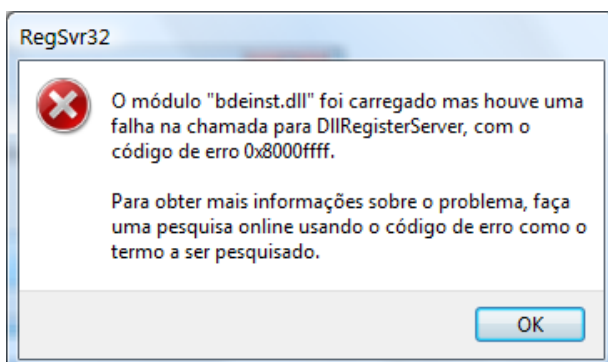 RegSvr32
O módulo "bdeinst.dll" foi carregado mas houve uma
falha na chamada para DllRegisterServer, com o
código de erro 0x8000ffff.
Para obter mais informações sobre o problema, faça
uma pesquisa online usando o código de erro como o
termo a ser pesquisado.
OK